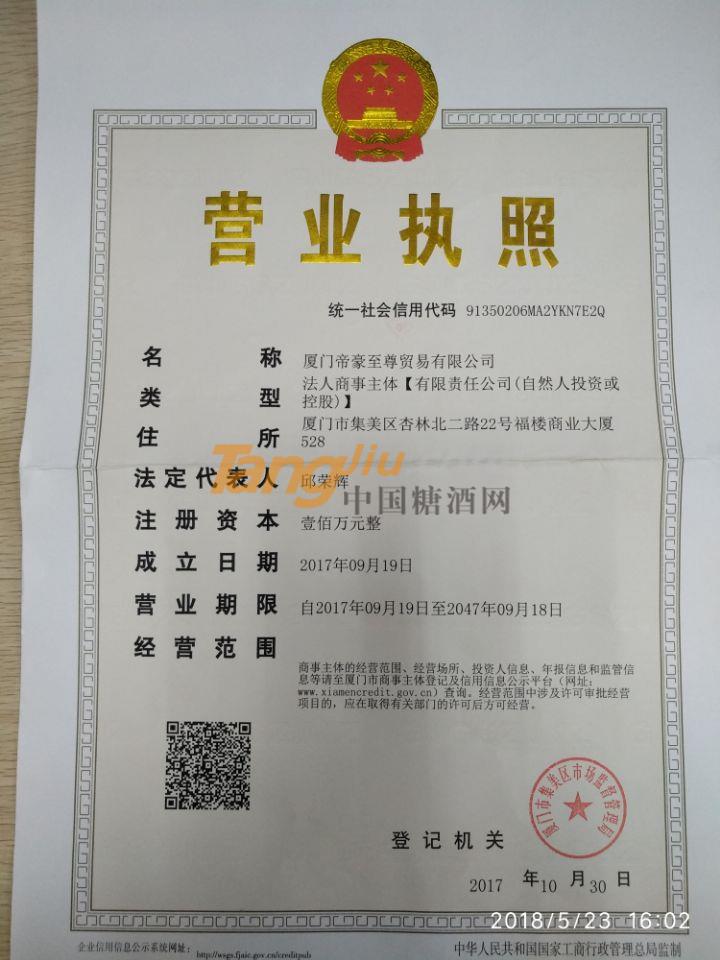 营业执照
统一社会信用代码 91350206MA2YKN7E2Q
名称 厦门帝豪至尊贸易有限公司
类型 法人商事主体【有限责任公司(自然人投资或
控股)】
住所 厦门市集美区杏林北二路22号福楼商业大厦
528
法定代表人 邱荣辉
TangJiu
中国糖酒网
注册资本 壹佰万元整
成立日期 2017年09月19日
营业期限 自2017年09月19日至2047年09月18日
经营范围
商事主体的经营范围、经营场所、投资人信息、年报信息和监管信
息等请至厦门市商事主体登记及信用信息公示平台（网址:
www.xiamencredit.gov.cn）查询。经营范围中涉及许可审批经营
项目的，应在取得有关部门的许可后方可经营。
厦门市集美区市场监督管理局
登记机关
2017 年10 月30 日
2018/5/23 16:02
企业信用信息公示系统网址: http://wsgs.fjaic.gov.cn/creditpub
中华人民共和国国家工商行政管理总局监制